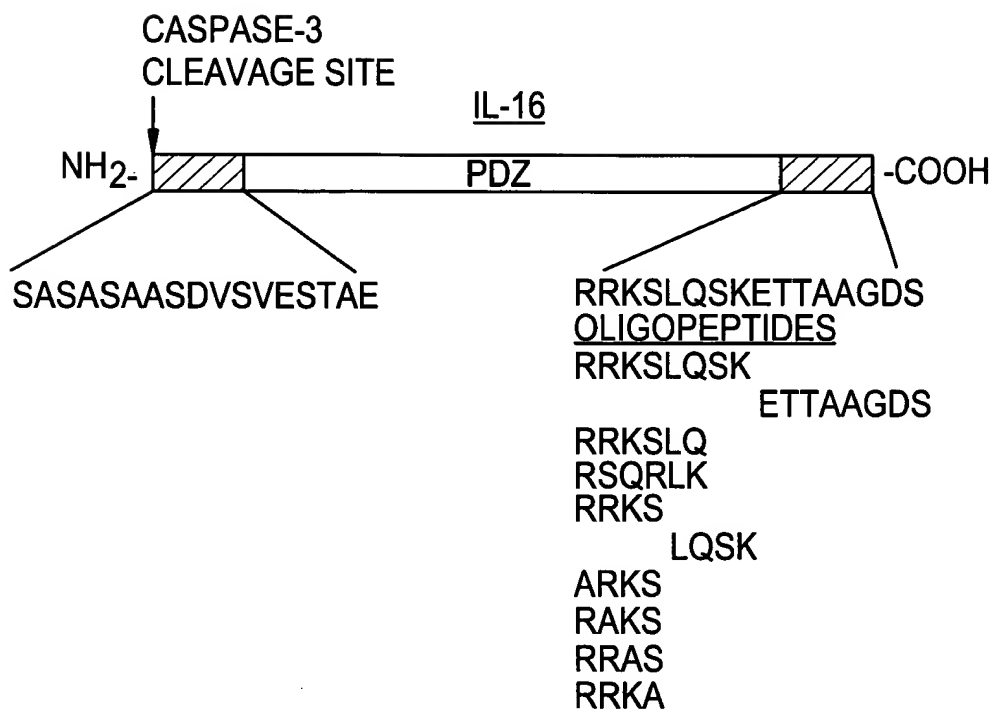 CASPASE-3
CLEAVAGE SITE
IL-16
NH2- PDZ -COOH
SASASAASDVSVESTAE RRKSLQSKETTAAGDS
OLIGOPEPTIDES
RRKSLQSK
ETTAAGDS
RRKSLQ
RSQRLK
RRKS
LQSK
ARKS
RAKS
RRAS
RRKA